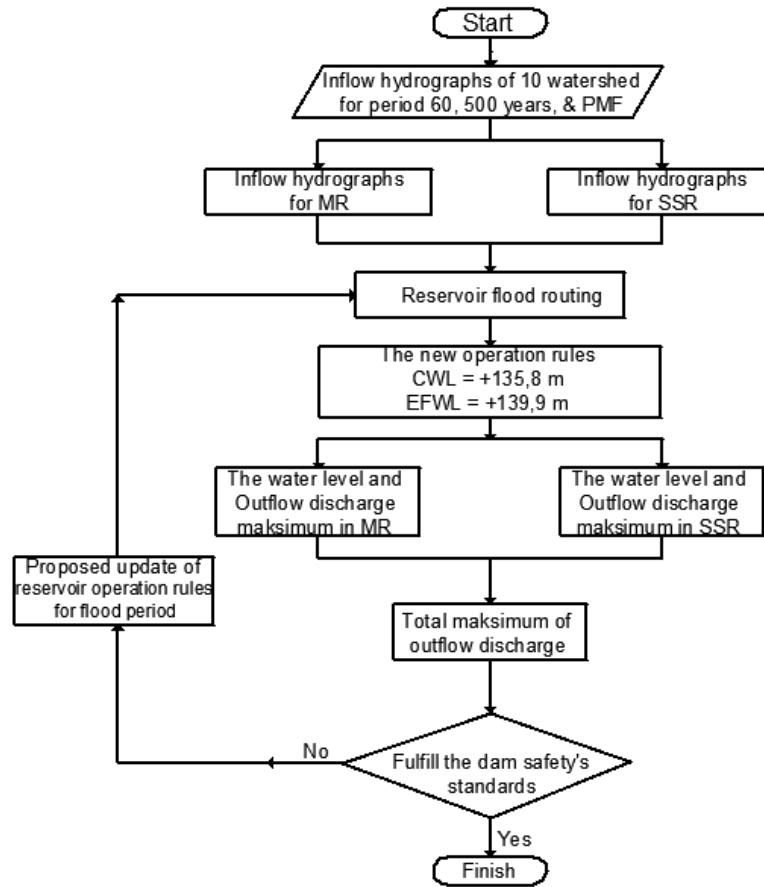 Start
Inflow hydrographs of 10 watershed
for period 60, 500 years, & PMF
Inflow hydrographs
for MR
Inflow hydrographs
for SSR
Reservoir flood routing
The new operation rules
CWL = +135,8 m
EFWL = +139,9 m
The water level and
Outflow discharge
maksimum in MR
The water level and
Outflow discharge
maksimum in SSR
Proposed update of
reservoir operation rules
for flood period
Total maksimum of
outflow discharge
No
Fulfill the dam safety's
standards
Yes
Finish